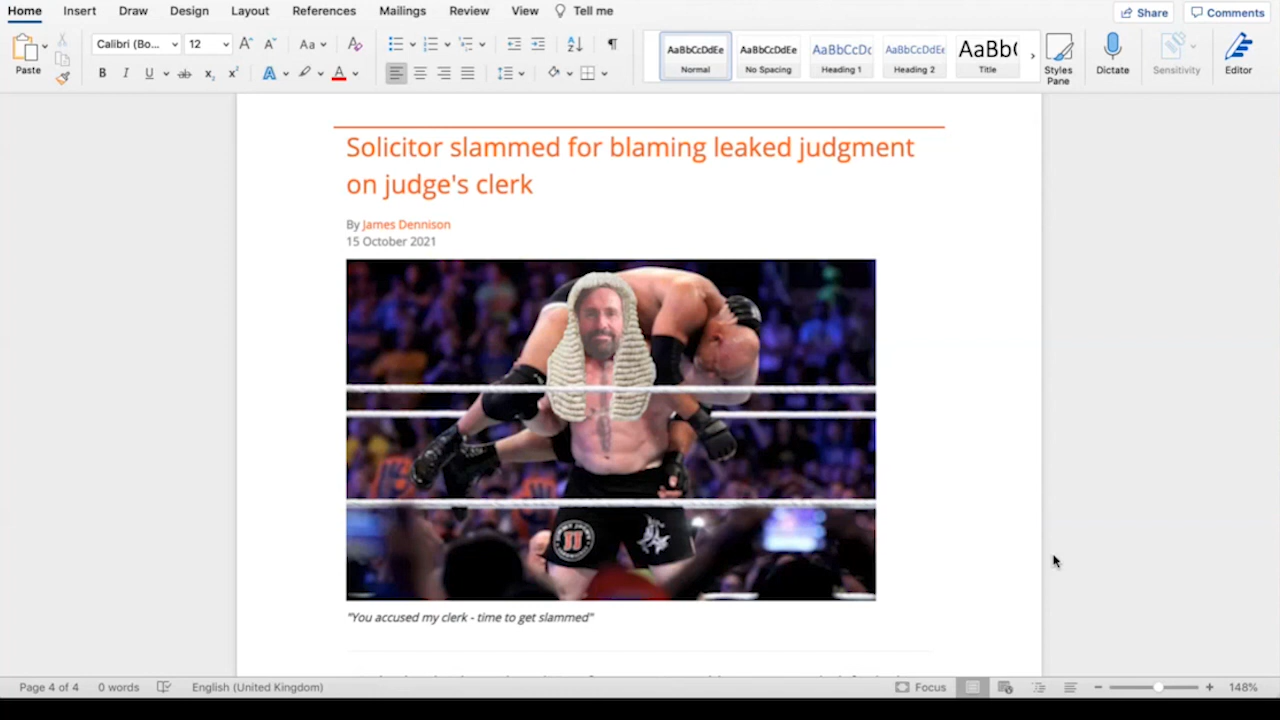 Home Insert Draw Design Layout References Mailings Review View Tell me Share Comments
Calibri (Bo... 12
Paste
AaBbCcDdEe AaBbCcDdEe AaBbCcDc AaBbCcDdEe AaBb(
Normal No Spacing Heading 1 Heading 2 Title
Styles Pane Dictate Sensitivity Editor
Solicitor slammed for blaming leaked judgment
on judge's clerk
By James Dennison
15 October 2021
"You accused my clerk - time to get slammed"
Page 4 of 4 0 words English (United Kingdom) Focus 148%